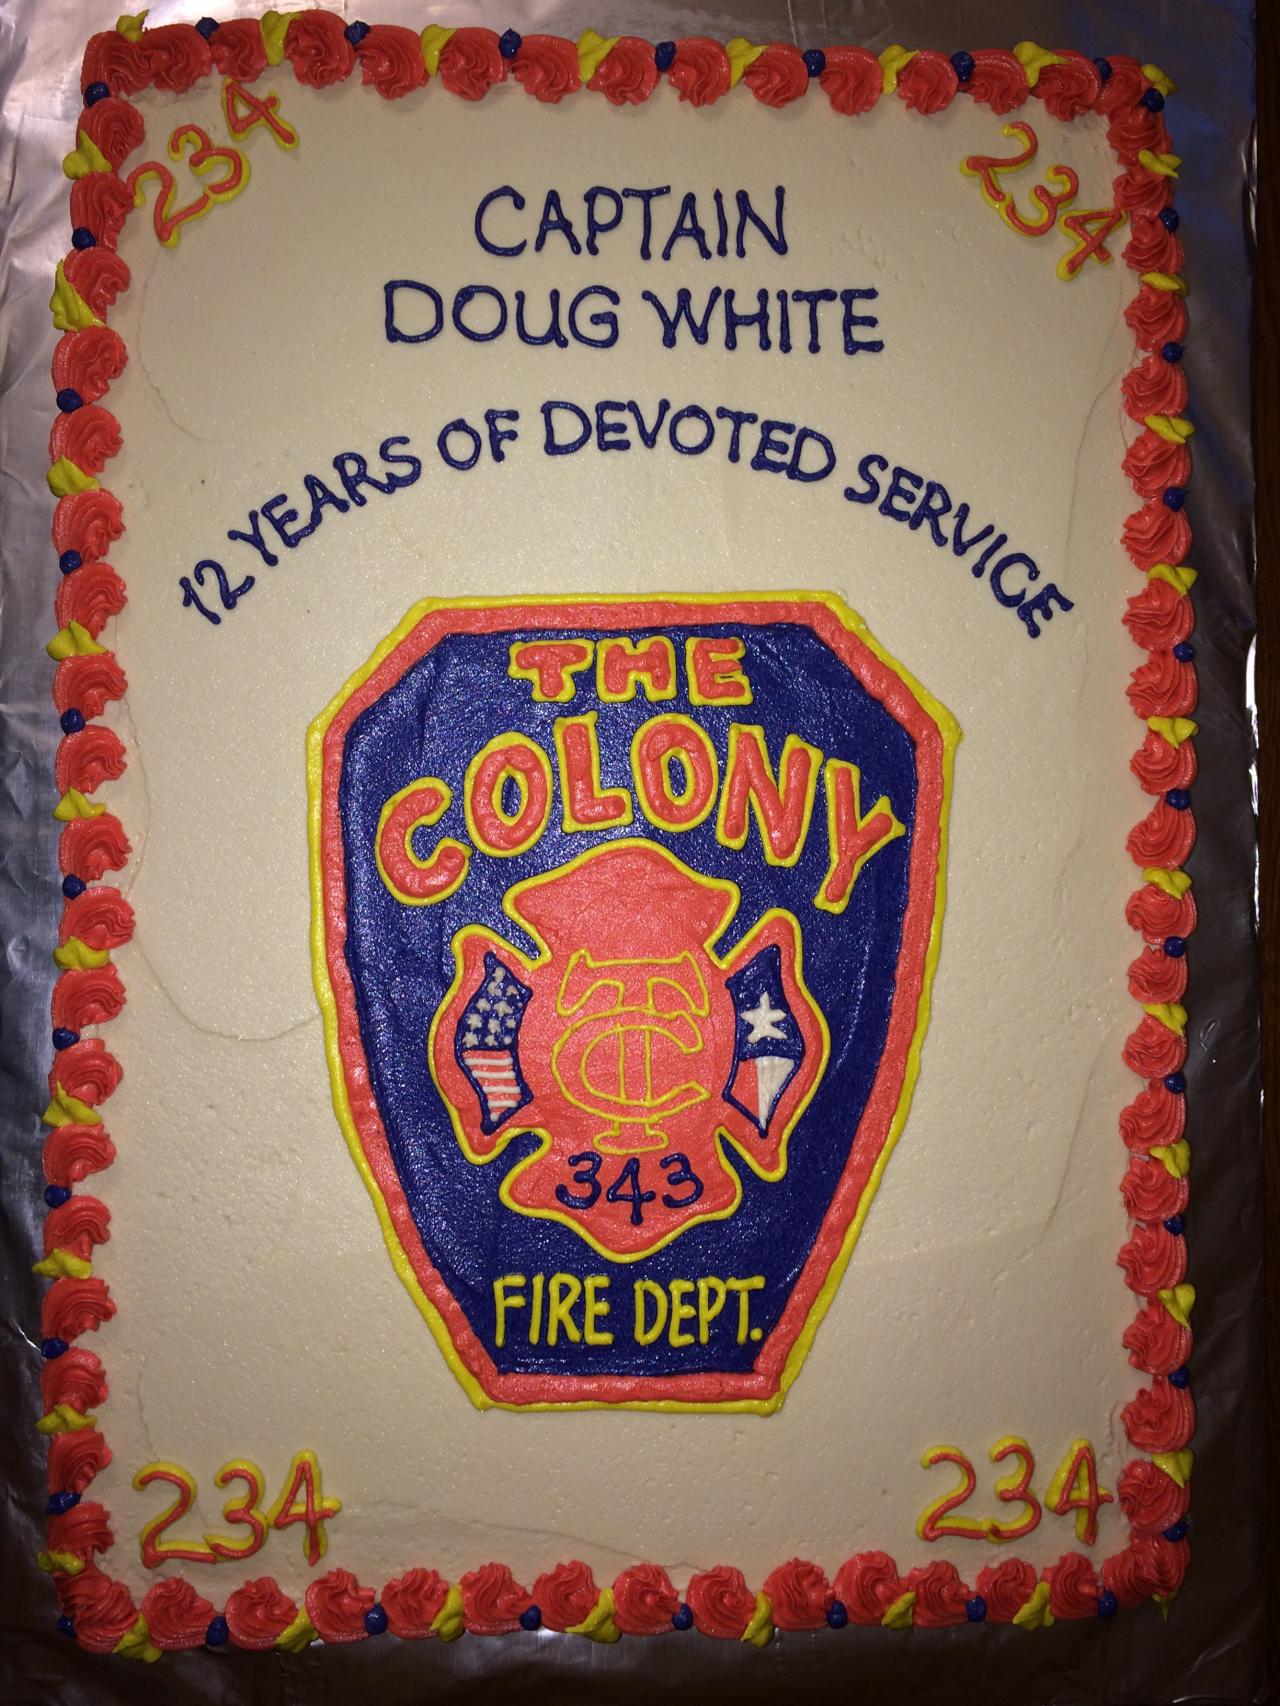 234
234
CAPTAIN
DOUG WHITE
12 YEARS OF DEVOTED SERVICE
THE
COLONY
TC
343
FIRE DEPT.
234
234